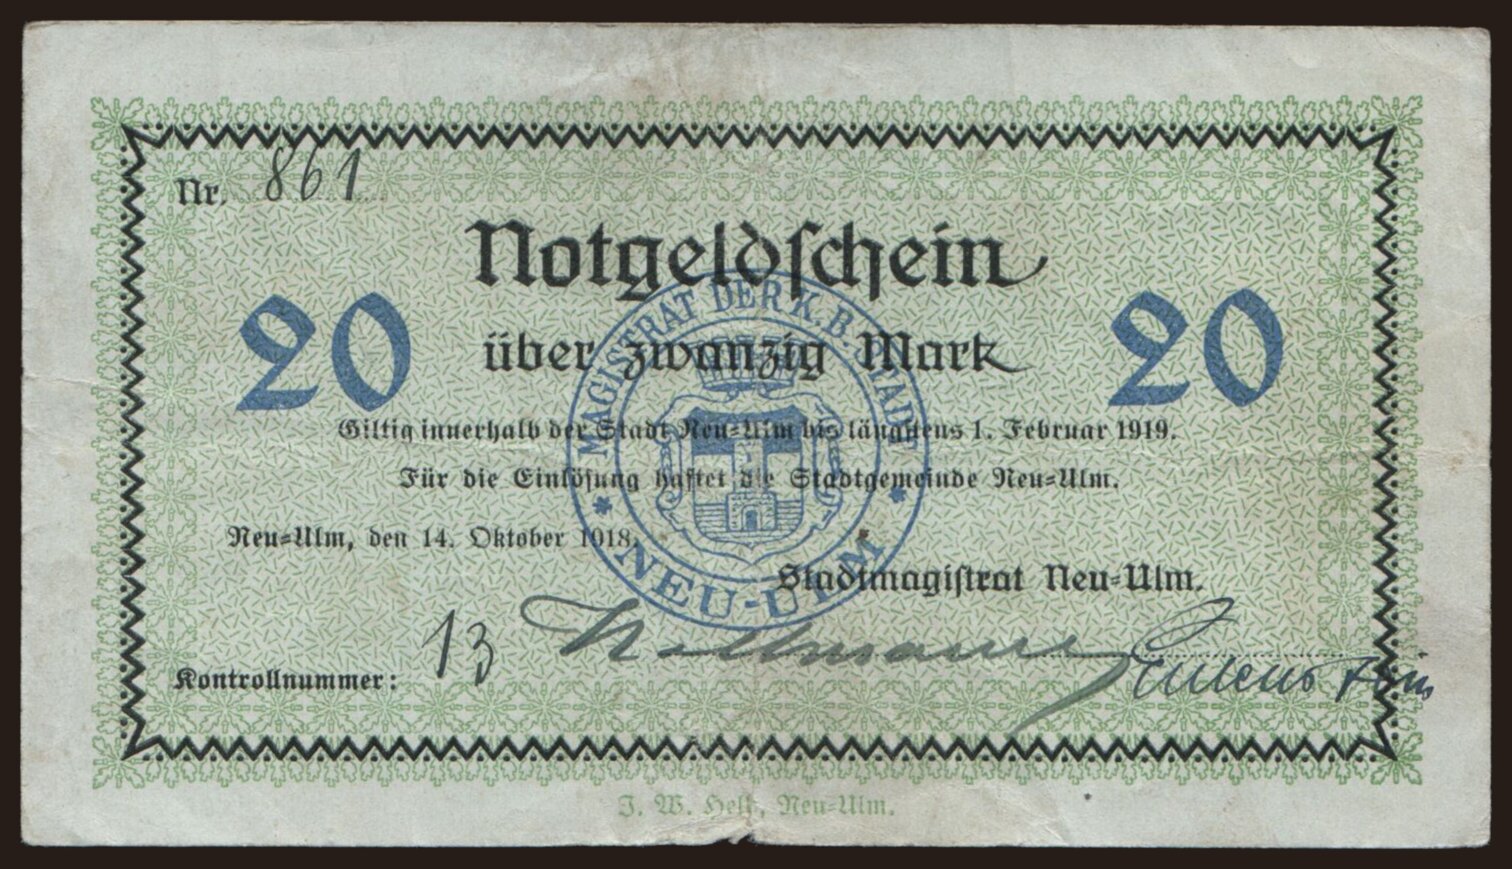 Nr. 861
Notgeldschein
20 über zwanzig Mark 20
Giltig innerhalb der Stadt Neu-Ulm bis längstens 1. Februar 1919.
Für die Einlösung haftet die Stadtgemeinde Neu-Ulm.
Neu-Ulm, den 14. Oktober 1918.
MAGISTRAT DER K. B. STADT
* NEU-ULM *
Stadtmagistrat Neu-Ulm.
Kontrollnummer: 13
J. W. Helb, Neu-Ulm.